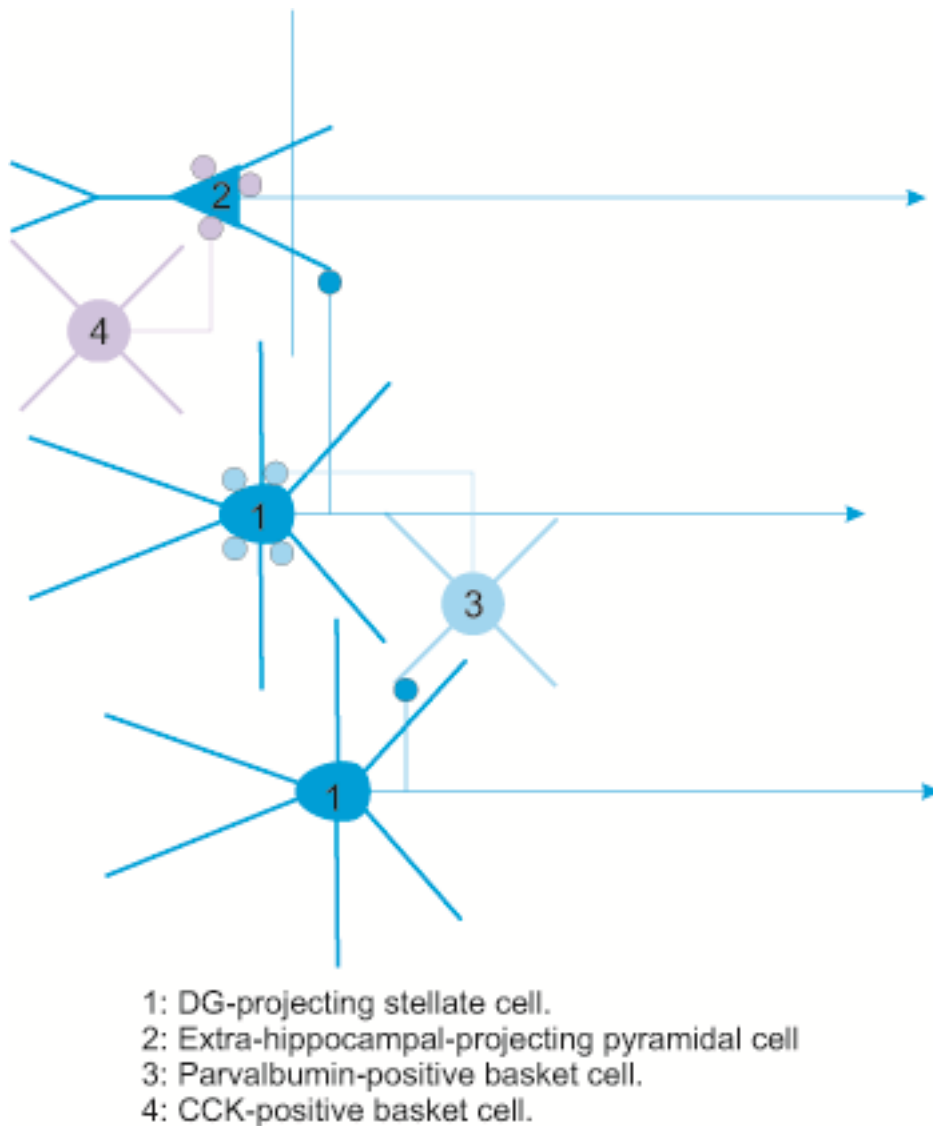 2
4
1
3
1
1: DG-projecting stellate cell.
2: Extra-hippocampal-projecting pyramidal cell
3: Parvalbumin-positive basket cell.
4: CCK-positive basket cell.